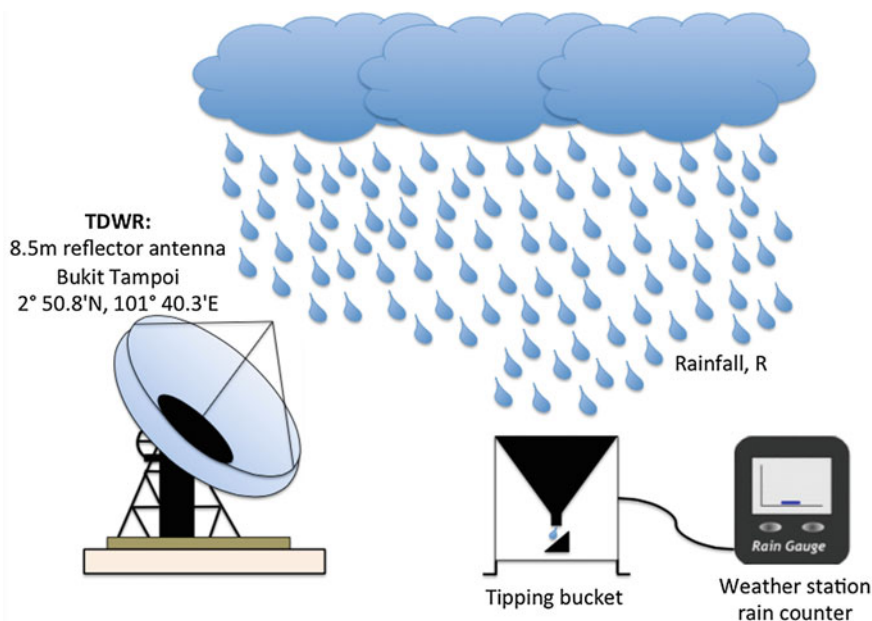 TDWR:
8.5m reflector antenna
Bukit Tampoi
2° 50.8'N, 101° 40.3'E
Rainfall, R
Rain Gauge
Tipping bucket
Weather station
rain counter